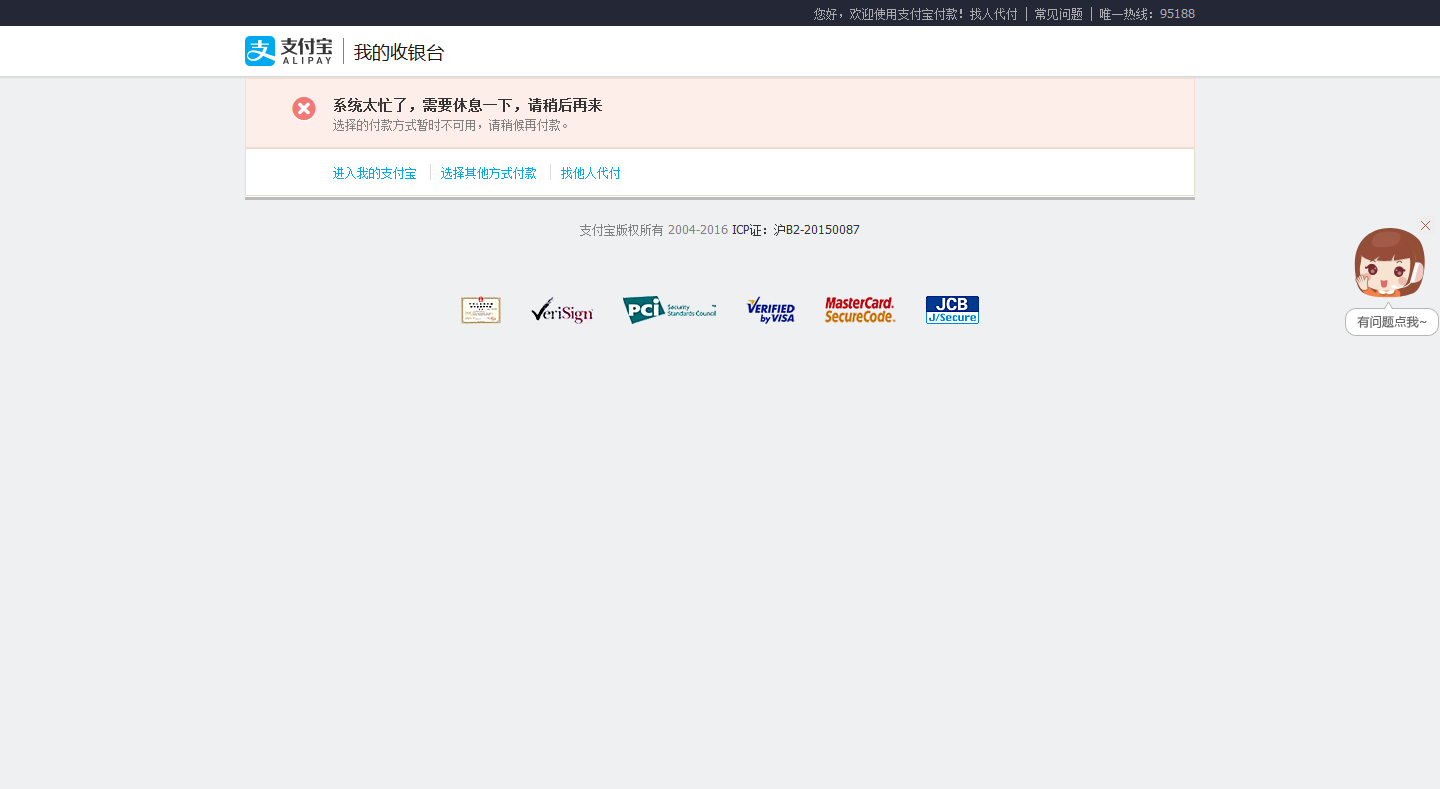 您好，欢迎使用支付宝付款！找人代付 | 常见问题 | 唯一热线：95188
支 支付宝 ALIPAY 我的收银台
系统太忙了，需要休息一下，请稍后再来
选择的付款方式暂时不可用，请稍候再付款。
进入我的支付宝 选择其他方式付款 找他人代付
支付宝版权所有 2004-2016 ICP证：沪B2-20150087
VeriSign PCi Security Standards Council VERIFIED by VISA MasterCard. SecureCode. JCB J/Secure
有问题点我~